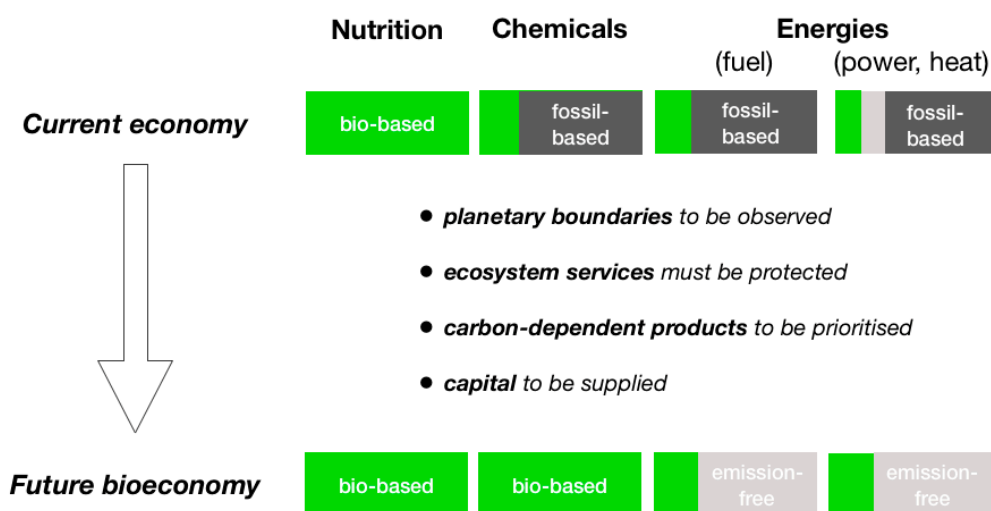 Nutrition Chemicals Energies
(fuel) (power, heat)
Current economy bio-based fossil- fossil- fossil-
based based based
• planetary boundaries to be observed
• ecosystem services must be protected
• carbon-dependent products to be prioritised
• capital to be supplied
Future bioeconomy bio-based bio-based emission- emission-
free free